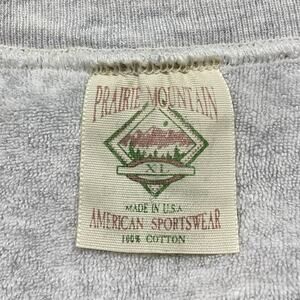 PRAIRIE MOUNTAIN
XL
MADE IN U.S.A
AMERICAN SPORTSWEAR
100% COTTON